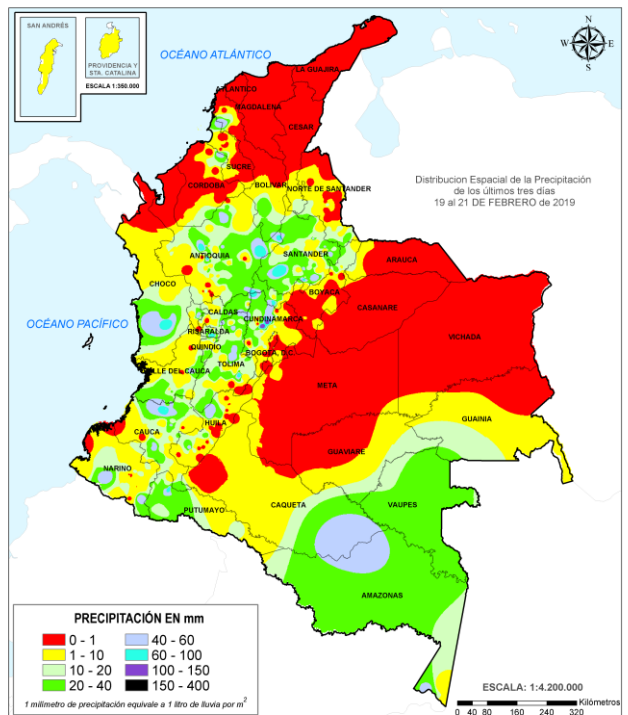 SAN ANDRÉS
PROVIDENCIA Y
STA. CATALINA
ESCALA 1:350.000
N
W
E
S
OCÉANO ATLÁNTICO
LA GUAJIRA
ATLANTICO
MAGDALENA
CESAR
SUCRE
CORDOBA
BOLIVAR
NORTE DE SANTANDER
Distribucion Espacial de la Precipitación
de los últimos tres días
19 al 21 DE FEBRERO de 2019
ANTIOQUIA
SANTANDER
ARAUCA
CHOCO
BOYACA
CASANARE
OCÉANO PACÍFICO
CALDAS
CUNDINAMARCA
RISARALDA
VICHADA
QUINDIO
BOGOTA, D.C.
TOLIMA
VALLE DEL CAUCA
META
GUAINIA
HUILA
CAUCA
GUAVIARE
NARINO
CAQUETA
VAUPES
PUTUMAYO
AMAZONAS
PRECIPITACIÓN EN mm
0 - 1
40 - 60
1 - 10
60 - 100
10 - 20
100 - 150
20 - 40
150 - 400
1 milimetro de precipitación equivale a 1 litro de lluvia por m2
ESCALA: 1:4.200.000
Kilómetros
0 40 80 160 240 320